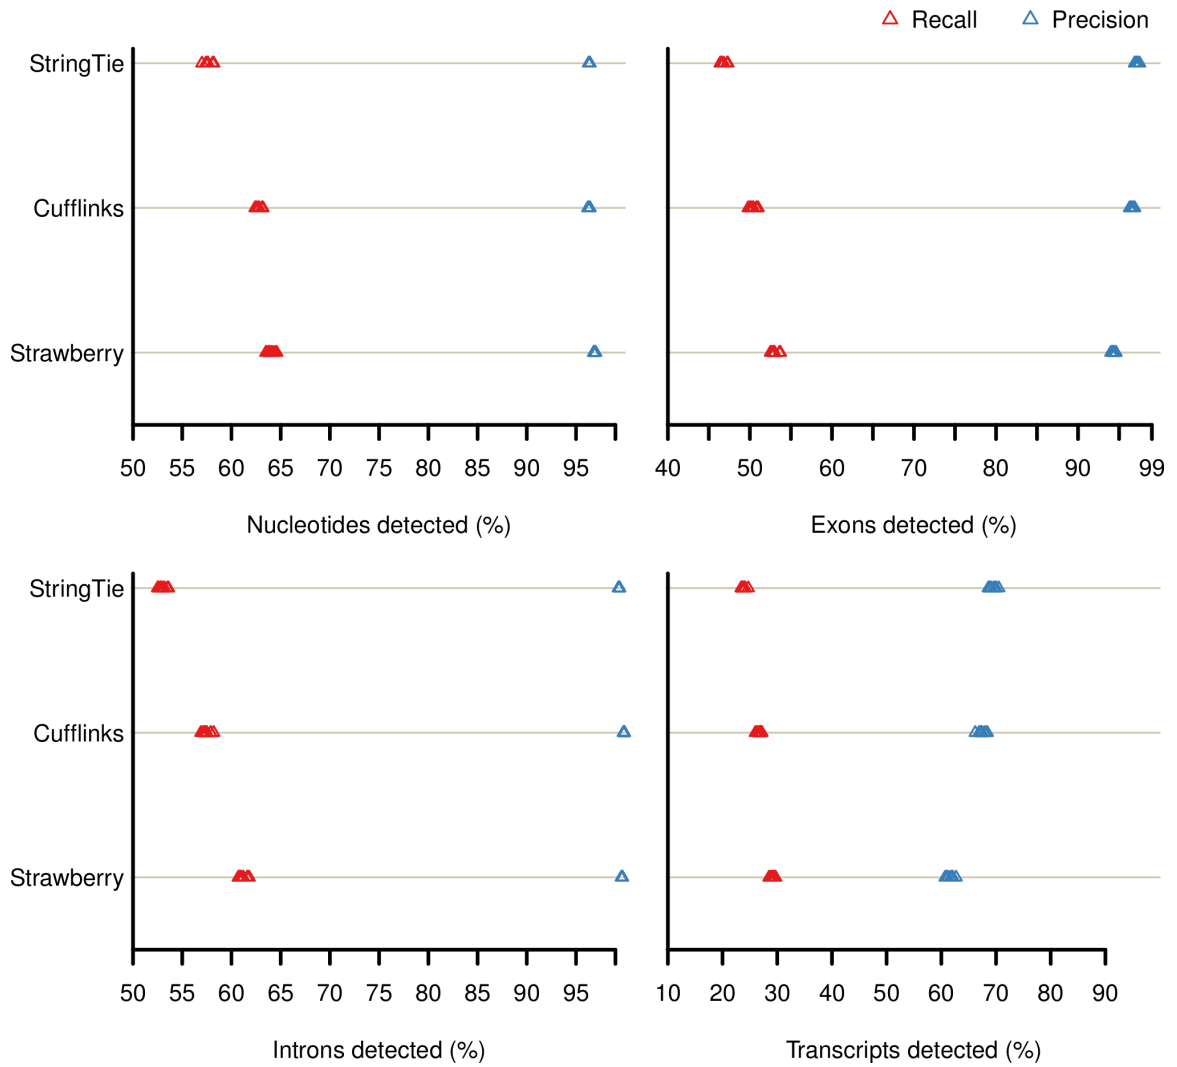 Recall Precision
StringTie
Cufflinks
Strawberry
50 55 60 65 70 75 80 85 90 95
Nucleotides detected (%)
40 50 60 70 80 90 99
Exons detected (%)
StringTie
Cufflinks
Strawberry
50 55 60 65 70 75 80 85 90 95
Introns detected (%)
10 20 30 40 50 60 70 80 90
Transcripts detected (%)